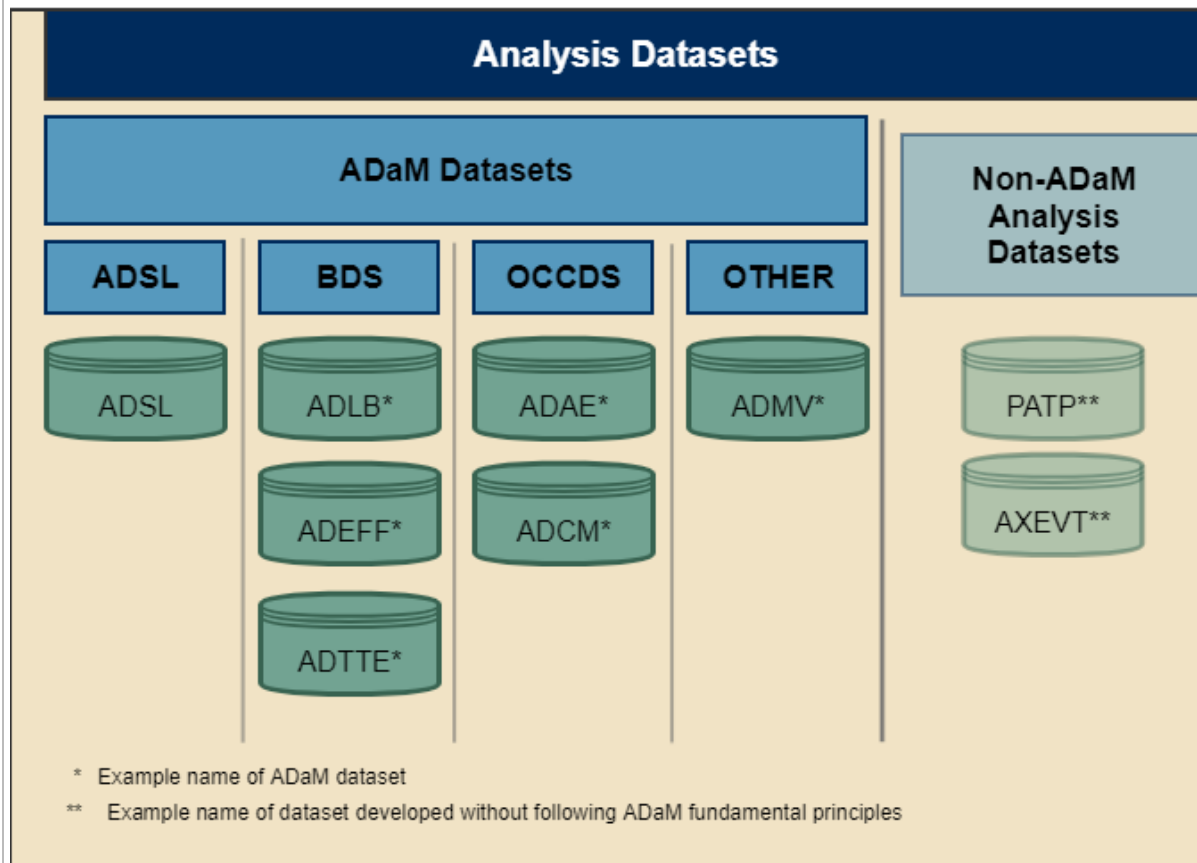 Analysis Datasets
ADaM Datasets
Non-ADaM
Analysis
Datasets
ADSL
BDS
OCCDS
OTHER
ADSL
ADLB*
ADAE*
ADMV*
PATP**
ADEFF*
ADCM*
AXEVT**
ADTTE*
* Example name of ADaM dataset
** Example name of dataset developed without following ADaM fundamental principles